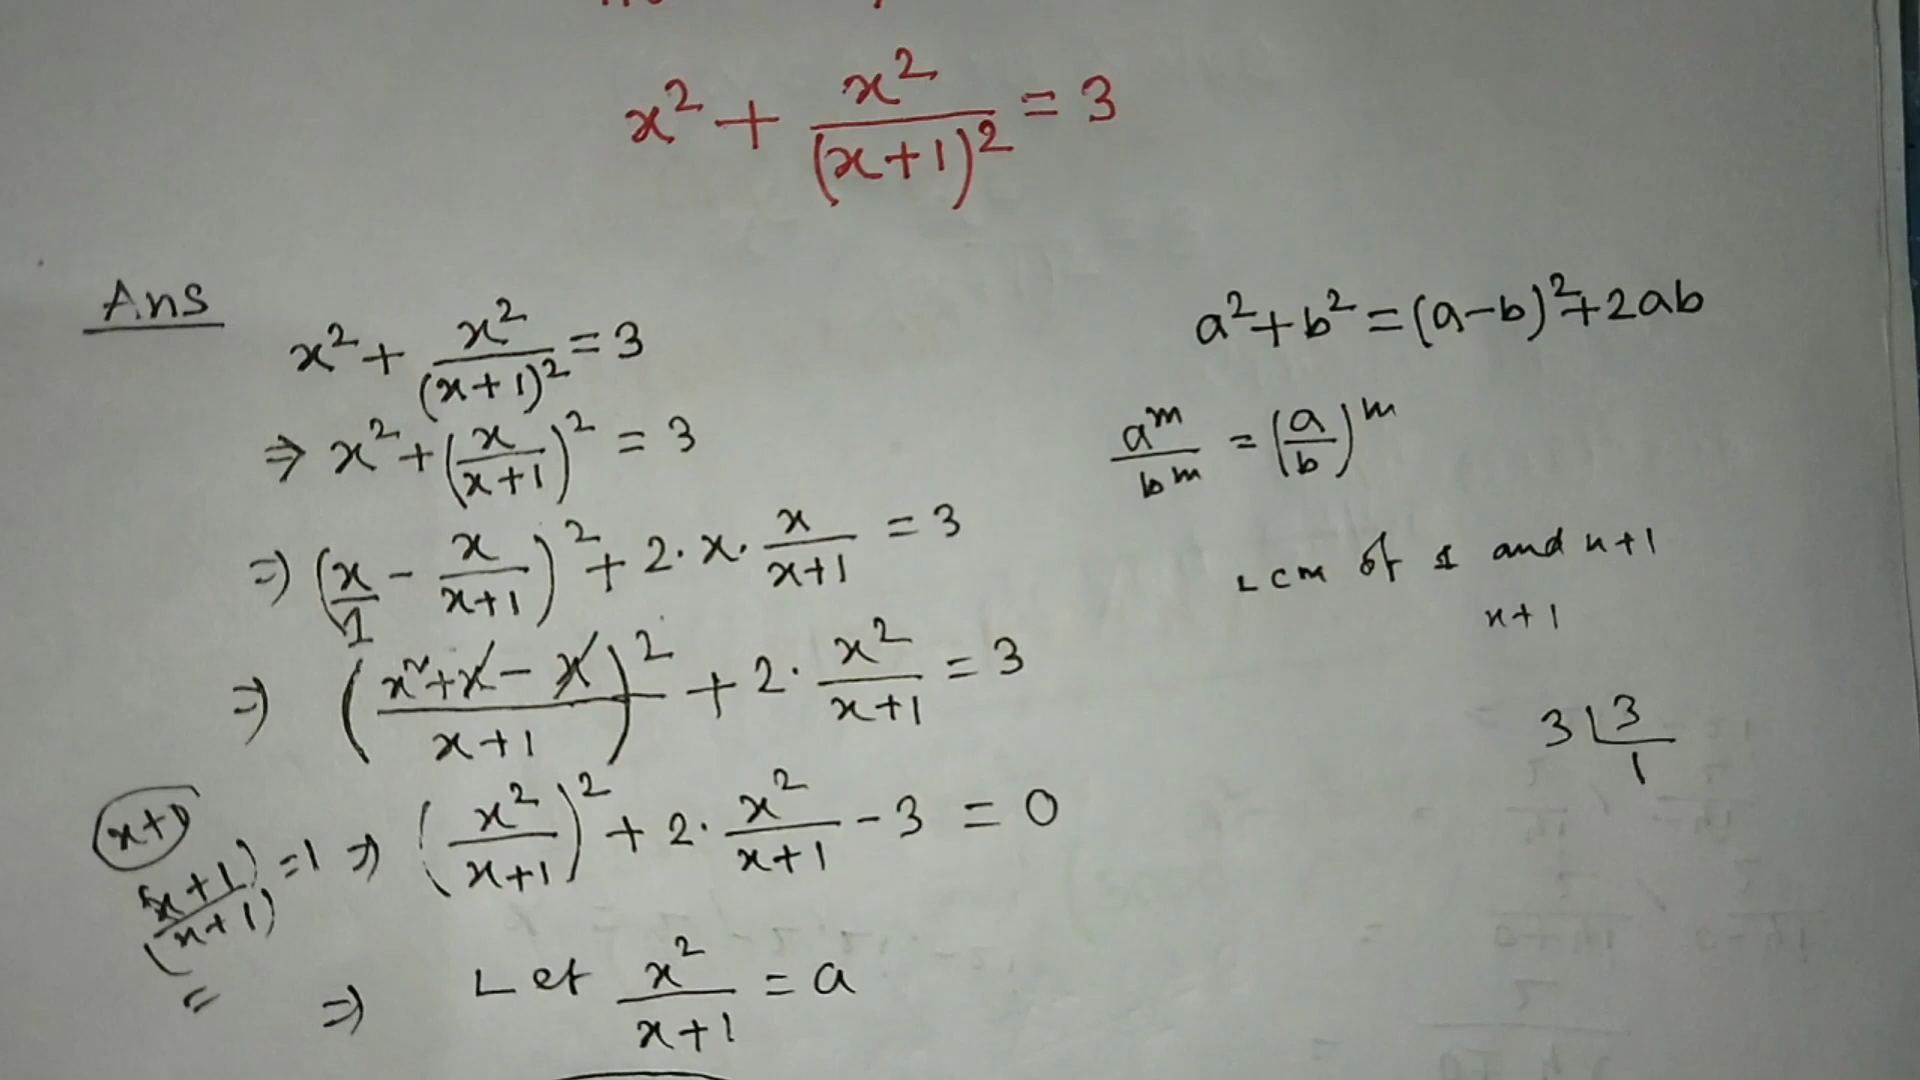 x² + x²/(x+1)² = 3
Ans
x² + x²/(x+1)² = 3
a²+b² = (a-b)²+2ab
⇒ x² + (x/(x+1))² = 3
a^m/b^m = (a/b)^m
⇒ (x/1 - x/(x+1))² + 2·x·x/(x+1) = 3
LCM of 1 and x+1
x+1
⇒ ((x²+x-x)/(x+1))² + 2·x²/(x+1) = 3
3 | 3
1
(x+1)
(x+1)/(x+1) = 1 ⇒ (x²/(x+1))² + 2·x²/(x+1) - 3 = 0
=
⇒ Let x²/(x+1) = a